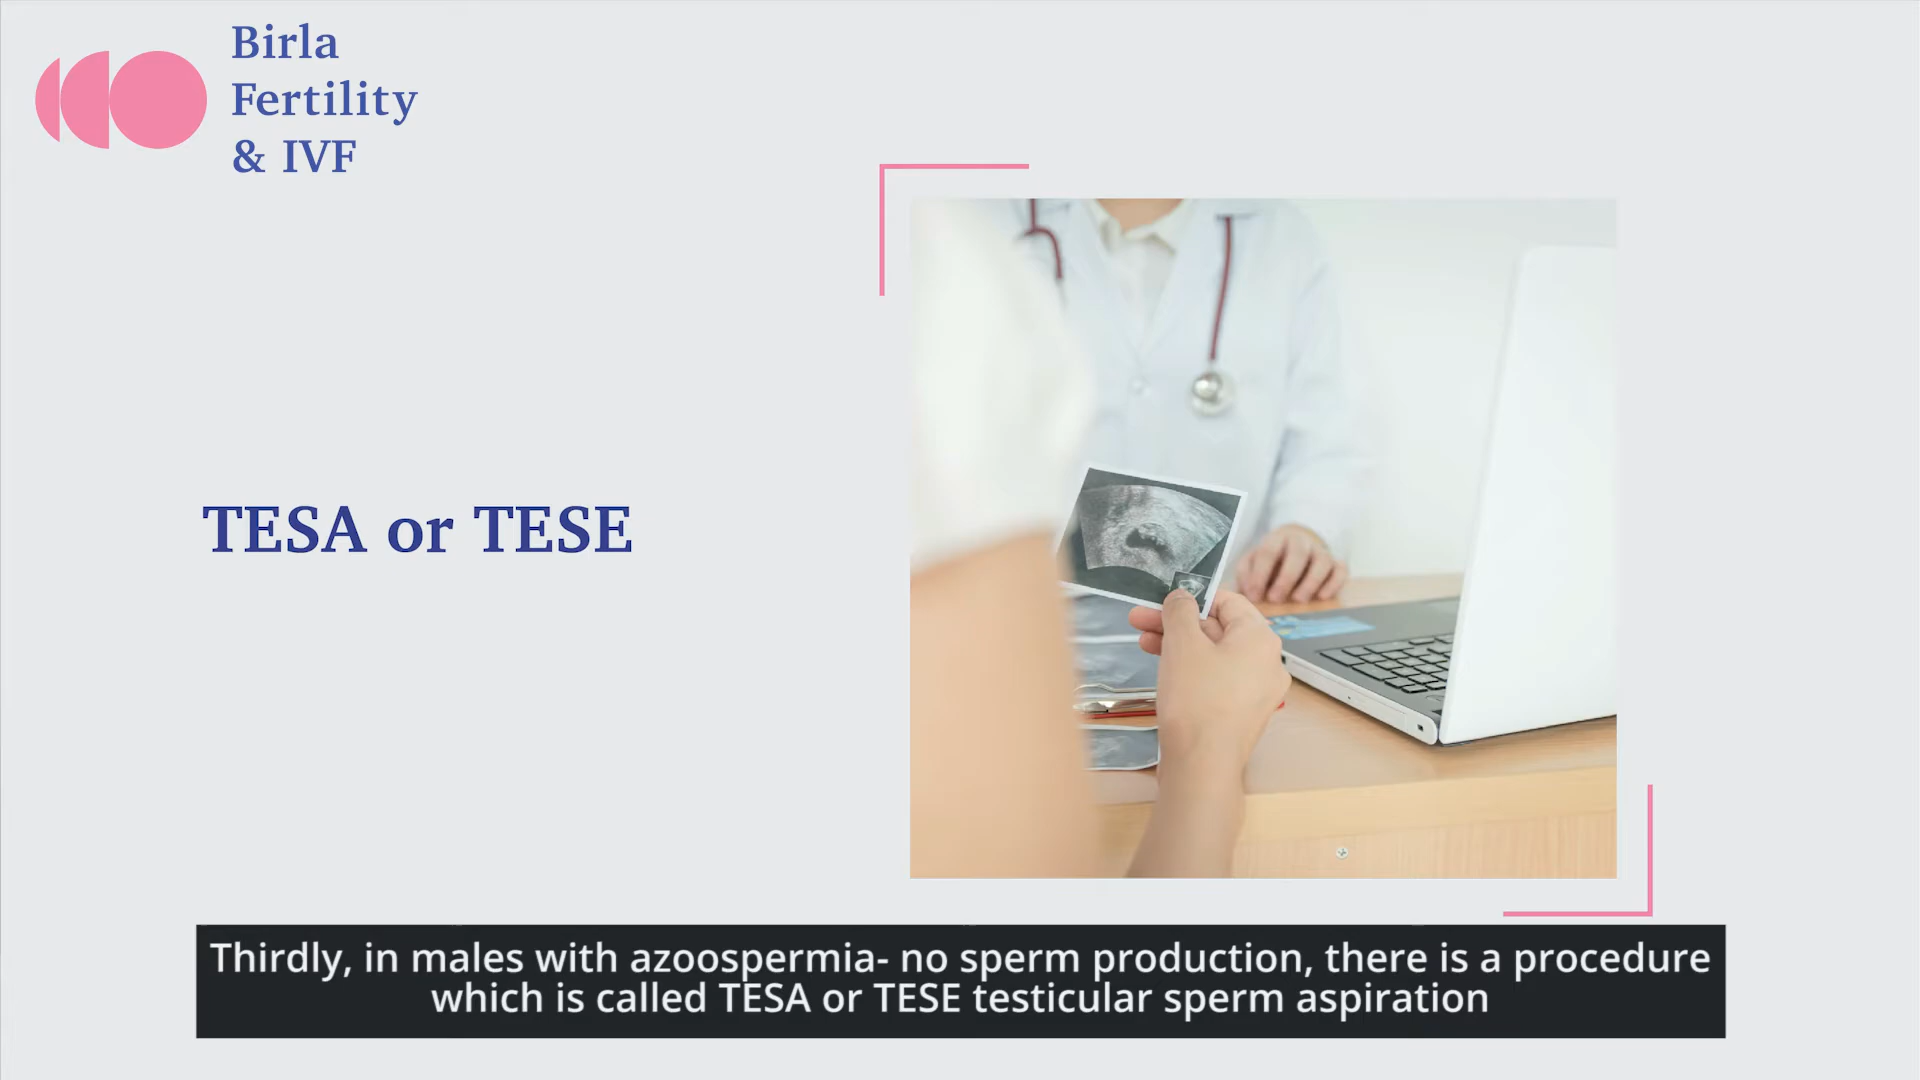 Birla
Fertility
& IVF
TESA or TESE
Thirdly, in males with azoospermia- no sperm production, there is a procedure
which is called TESA or TESE testicular sperm aspiration